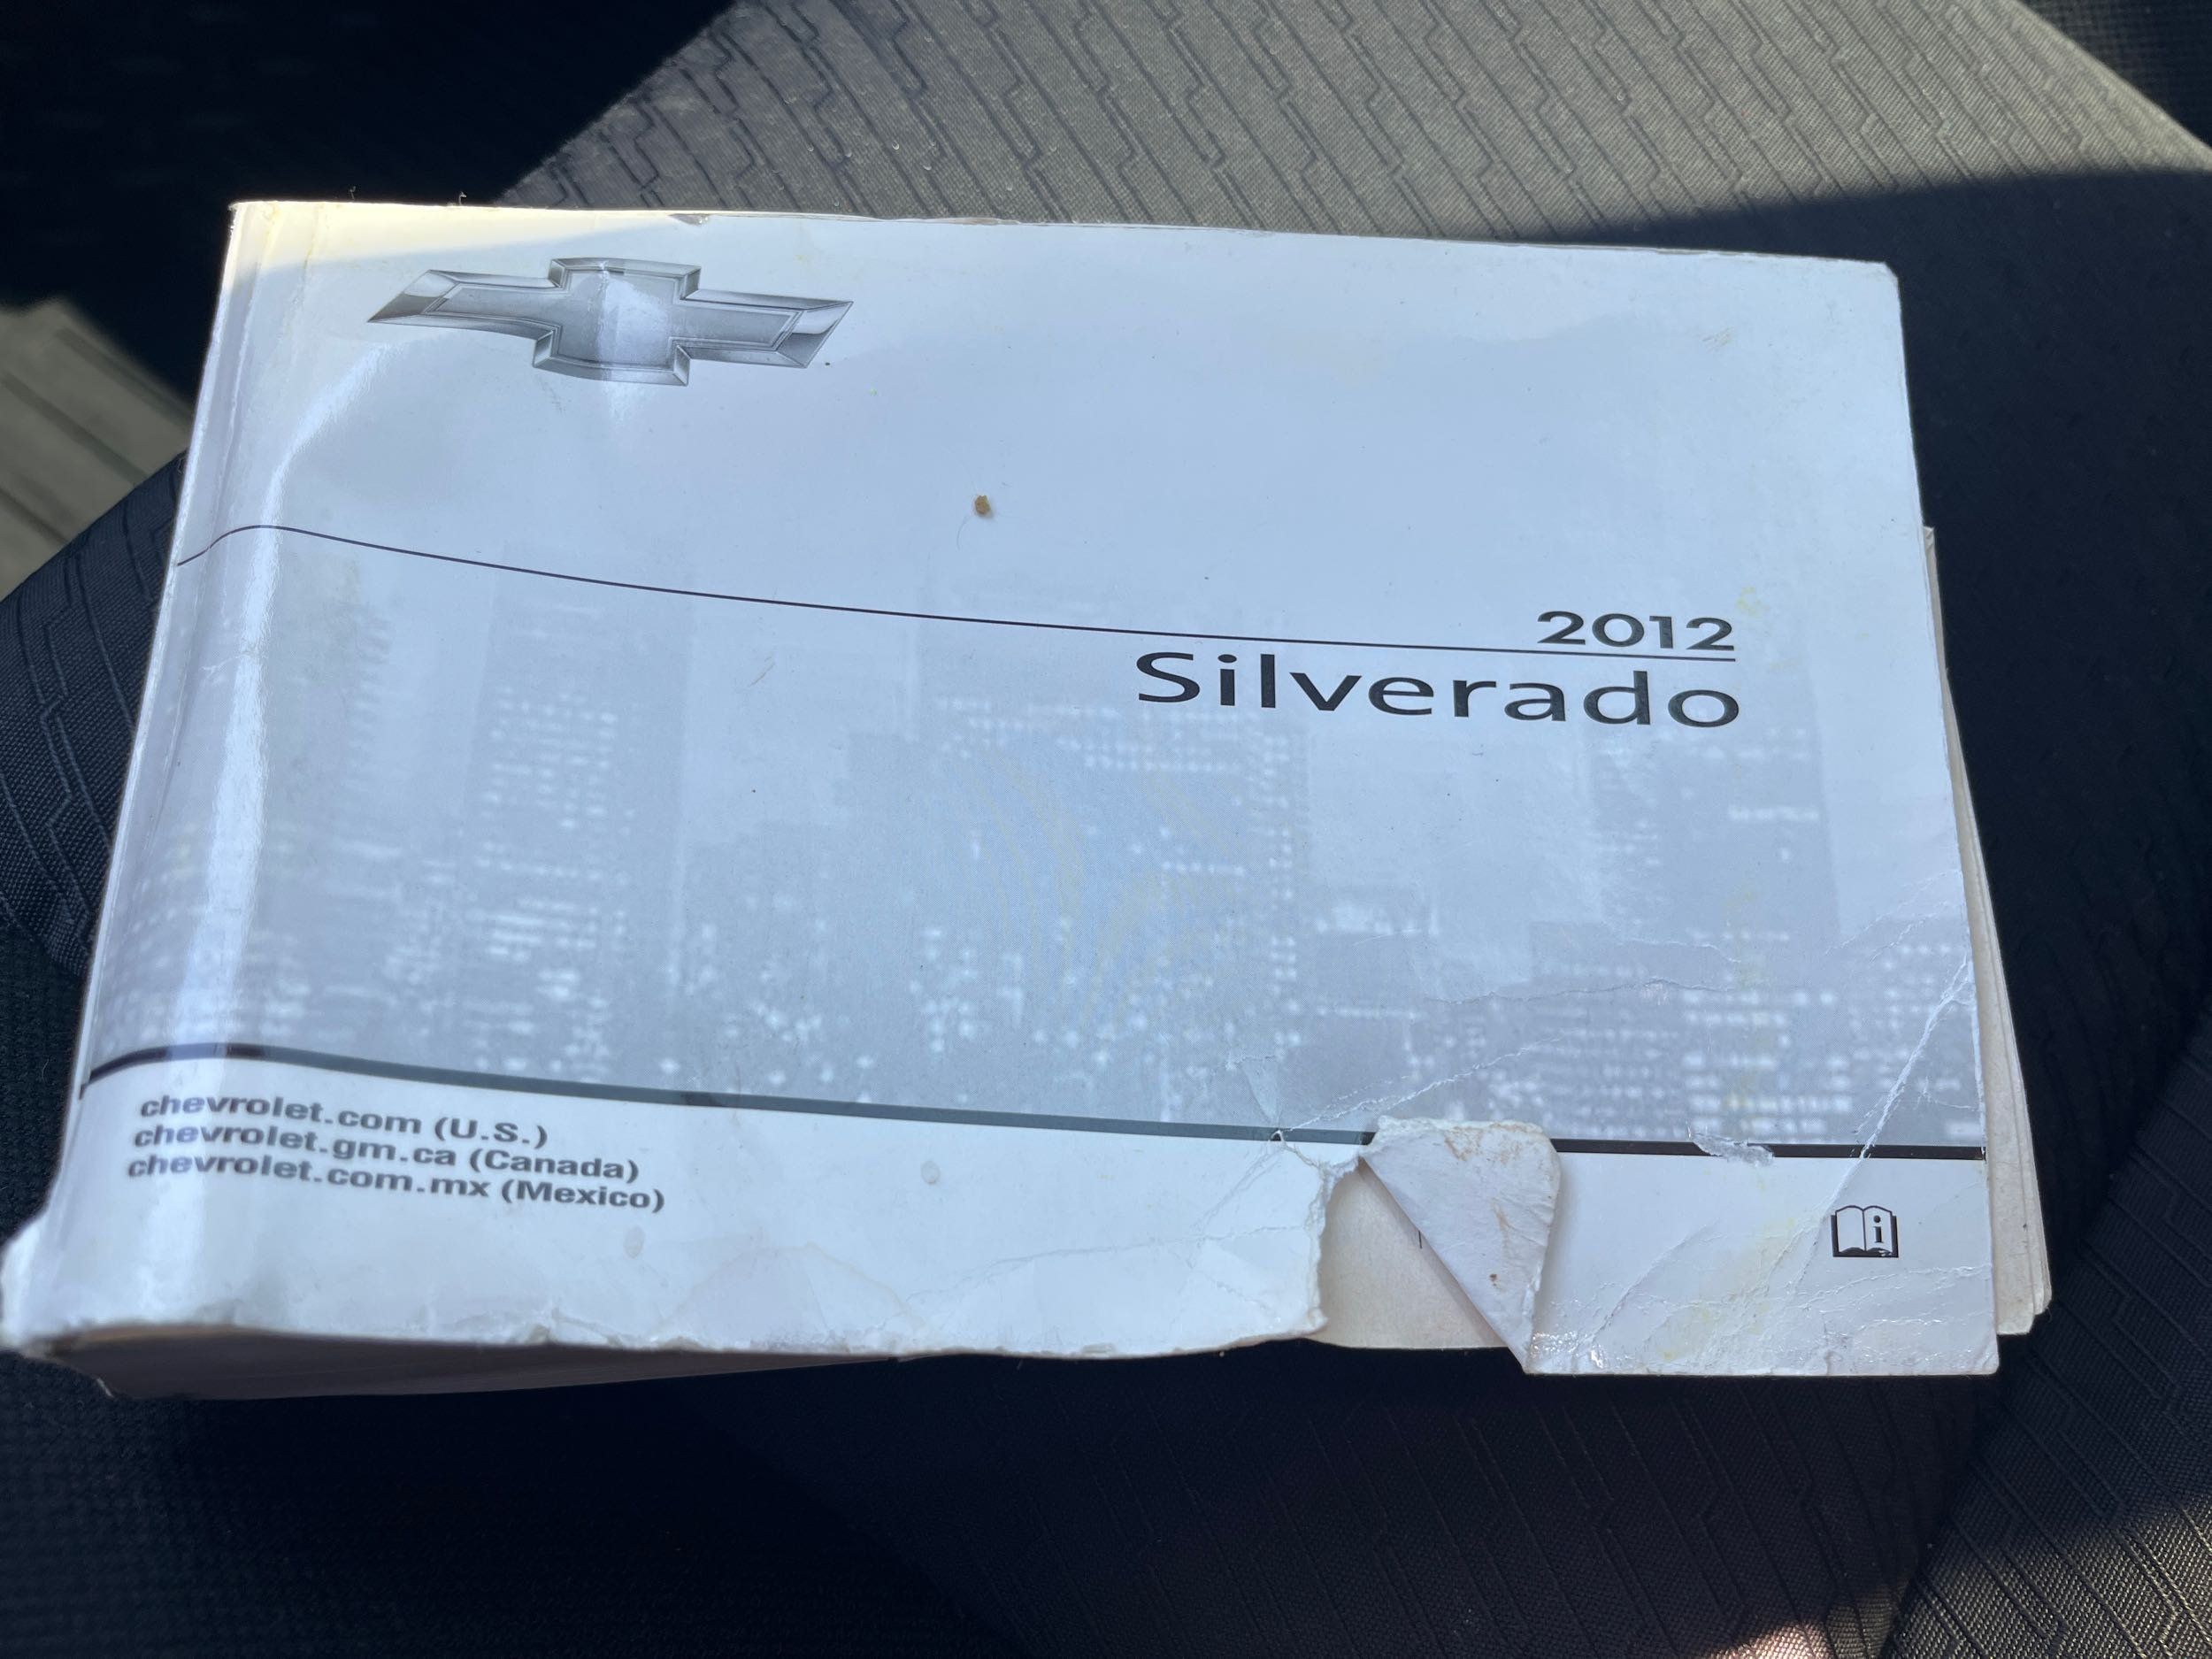 2012
Silverado
chevrolet.com (U.S.)
chevrolet.gm.ca (Canada)
chevrolet.com.mx (Mexico)
i